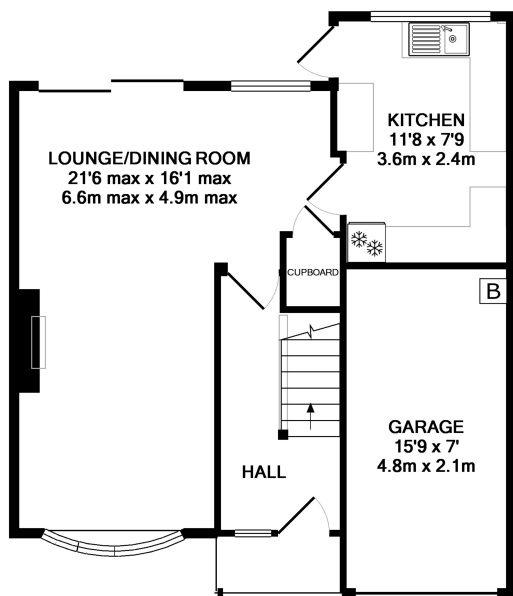 KITCHEN
11'8 x 7'9
3.6m x 2.4m
LOUNGE/DINING ROOM
21'6 max x 16'1 max
6.6m max x 4.9m max
CUPBOARD
B
GARAGE
15'9 x 7'
4.8m x 2.1m
HALL